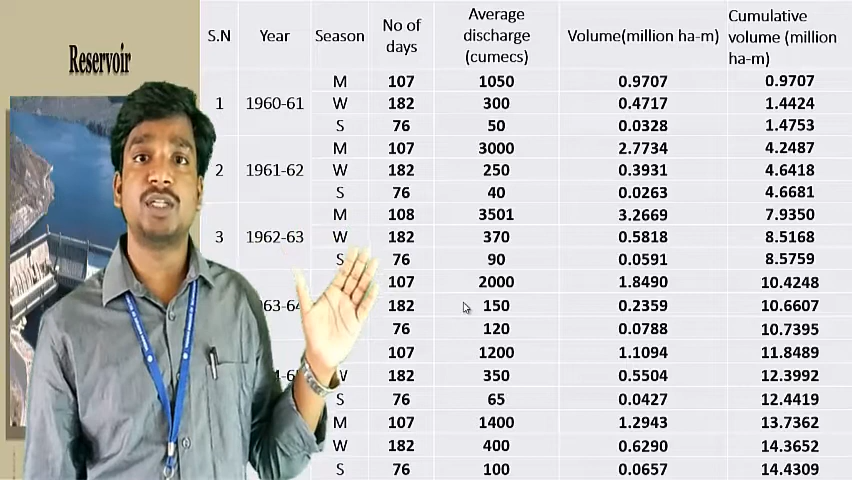 Reservoir
S.N Year Season No of days Average discharge (cumecs) Volume(million ha-m) Cumulative volume (million ha-m)
M 107 1050 0.9707 0.9707
1 1960-61 W 182 300 0.4717 1.4424
S 76 50 0.0328 1.4753
M 107 3000 2.7734 4.2487
2 1961-62 W 182 250 0.3931 4.6418
S 76 40 0.0263 4.6681
M 108 3501 3.2669 7.9350
3 1962-63 W 182 370 0.5818 8.5168
S 76 90 0.0591 8.5759
107 2000 1.8490 10.4248
182 150 0.2359 10.6607
76 120 0.0788 10.7395
107 1200 1.1094 11.8489
W 182 350 0.5504 12.3992
S 76 65 0.0427 12.4419
M 107 1400 1.2943 13.7362
W 182 400 0.6290 14.3652
S 76 100 0.0657 14.4309